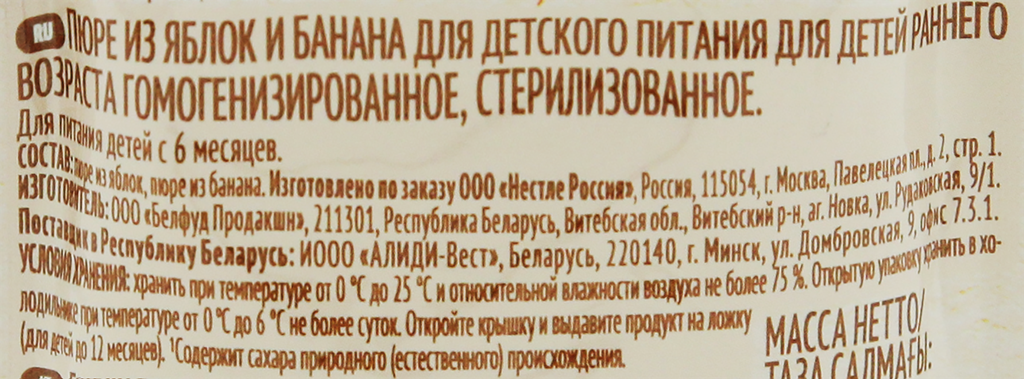 RU ПЮРЕ ИЗ ЯБЛОК И БАНАНА ДЛЯ ДЕТСКОГО ПИТАНИЯ ДЛЯ ДЕТЕЙ РАННЕГО
ВОЗРАСТА ГОМОГЕНИЗИРОВАННОЕ, СТЕРИЛИЗОВАННОЕ.
Для питания детей с 6 месяцев.
СОСТАВ: пюре из яблок, пюре из банана. Изготовлено по заказу ООО «Нестле Россия», Россия, 115054, г. Москва, Павелецкая пл., д. 2, стр. 1.
ИЗГОТОВИТЕЛЬ: ООО «Белфуд Продакшн», 211301, Республика Беларусь, Витебская обл., Витебский р-н, аг. Новка, ул. Рудаковская, 9/1.
Поставщик в Республику Беларусь: ИООО «АЛИДИ-Вест», Беларусь, 220140, г. Минск, ул. Домбровская, 9, офис 7.3.1.
УСЛОВИЯ ХРАНЕНИЯ: хранить при температуре от 0 °С до 25 °С и относительной влажности воздуха не более 75 %. Открытую упаковку хранить в хо-
лодильнике при температуре от 0 °С до 6 °С не более суток. Откройте крышку и выдавите продукт на ложку
(для детей до 12 месяцев). ¹Содержит сахара природного (естественного) происхождения.
МАССА НЕТТО/
ТАЗА САЛМАҒЫ: